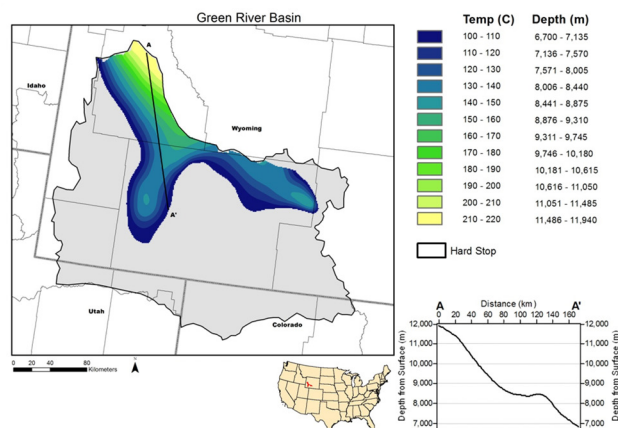 Green River Basin
A
Idaho
Wyoming
A'
Utah
Colorado
0 20 40 80
Kilometers
N
Temp (C) Depth (m)
100 - 110 6,700 - 7,135
110 - 120 7,136 - 7,570
120 - 130 7,571 - 8,005
130 - 140 8,006 - 8,440
140 - 150 8,441 - 8,875
150 - 160 8,876 - 9,310
160 - 170 9,311 - 9,745
170 - 180 9,746 - 10,180
180 - 190 10,181 - 10,615
190 - 200 10,616 - 11,050
200 - 210 11,051 - 11,485
210 - 220 11,486 - 11,940
Hard Stop
A Distance (km) A'
0 20 40 60 80 100 120 140 160
12,000 12,000
11,000 11,000
10,000 10,000
9,000 9,000
8,000 8,000
7,000 7,000
Depth from Surface (m)
Depth from Surface (m)